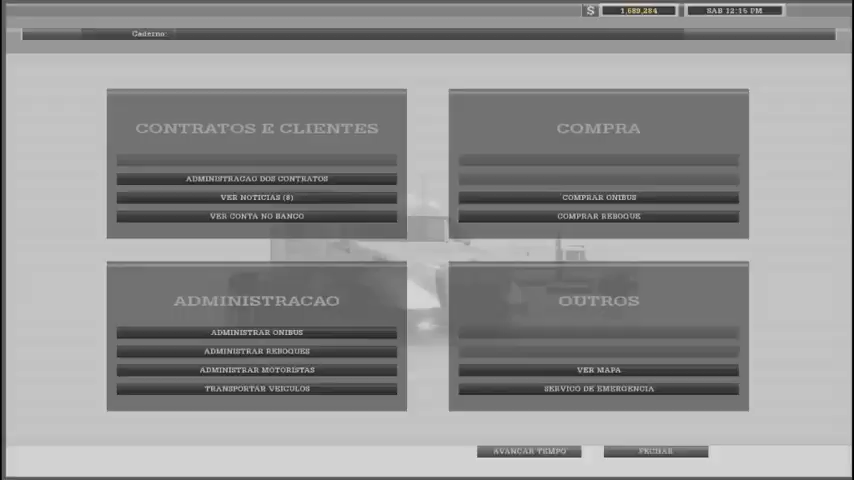 $ 1,689,284 SAB 12:15 PM
Caderno:
CONTRATOS E CLIENTES
ADMINISTRACAO DOS CONTRATOS
VER NOTICIAS (8)
VER CONTA NO BANCO
COMPRA
COMPRAR ONIBUS
COMPRAR REBOQUE
ADMINISTRACAO
ADMINISTRAR ONIBUS
ADMINISTRAR REBOQUES
ADMINISTRAR MOTORISTAS
TRANSPORTAR VEICULOS
OUTROS
VER MAPA
SERVICO DE EMERGENCIA
AVANCAR TEMPO FECHAR